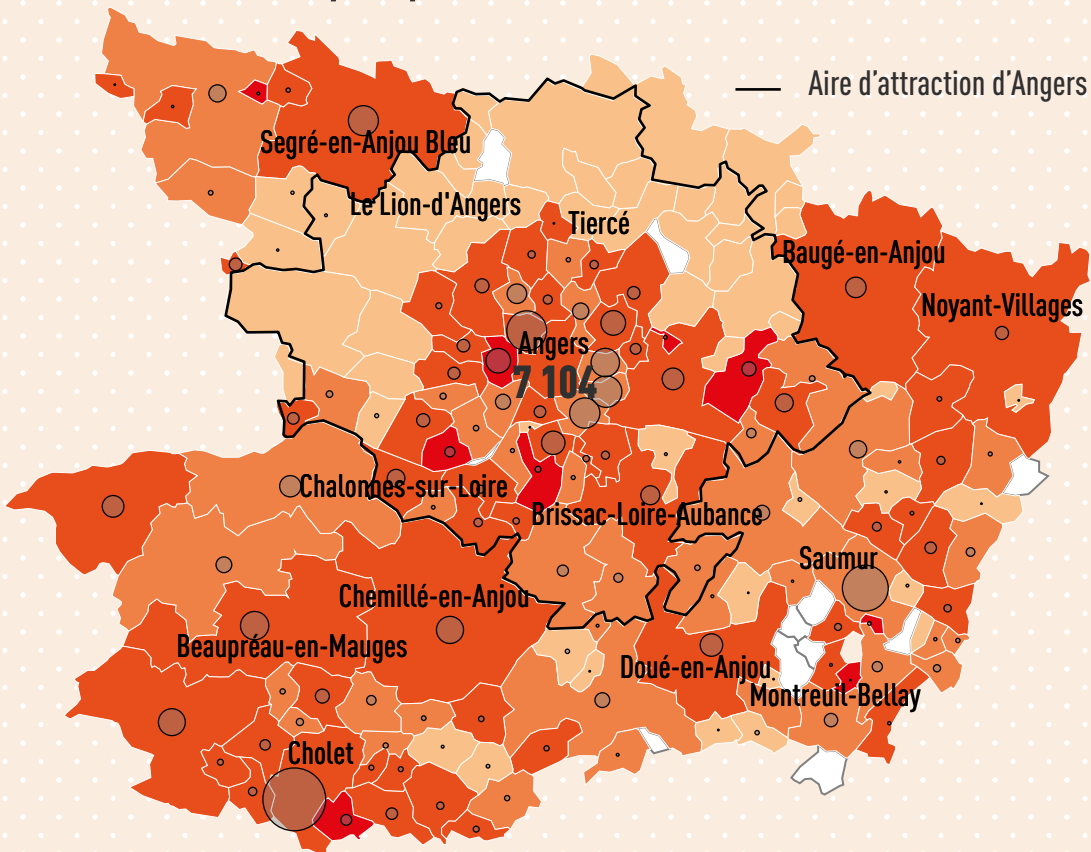 Aire d'attraction d'Angers
Segré-en-Anjou Bleu
Le Lion-d'Angers
Tiercé
Baugé-en-Anjou
Noyant-Villages
Angers
7 104
Chalonnes-sur-Loire
Brissac-Loire-Aubance
Saumur
Chemillé-en-Anjou
Beaupréau-en-Mauges
Doué-en-Anjou
Montreuil-Bellay
Cholet